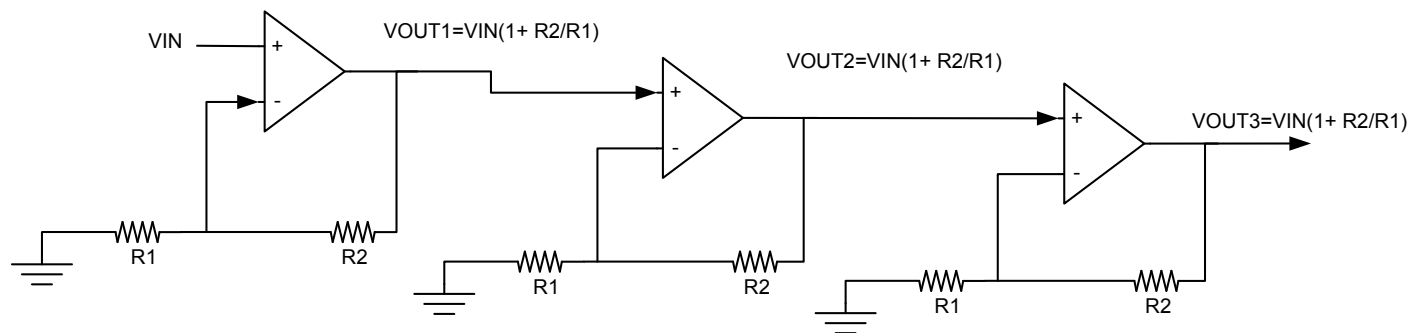 VIN
+
-
VOUT1=VIN(1+ R2/R1)
R1
R2
+
-
VOUT2=VIN(1+ R2/R1)
R1
R2
+
-
VOUT3=VIN(1+ R2/R1)
R1
R2